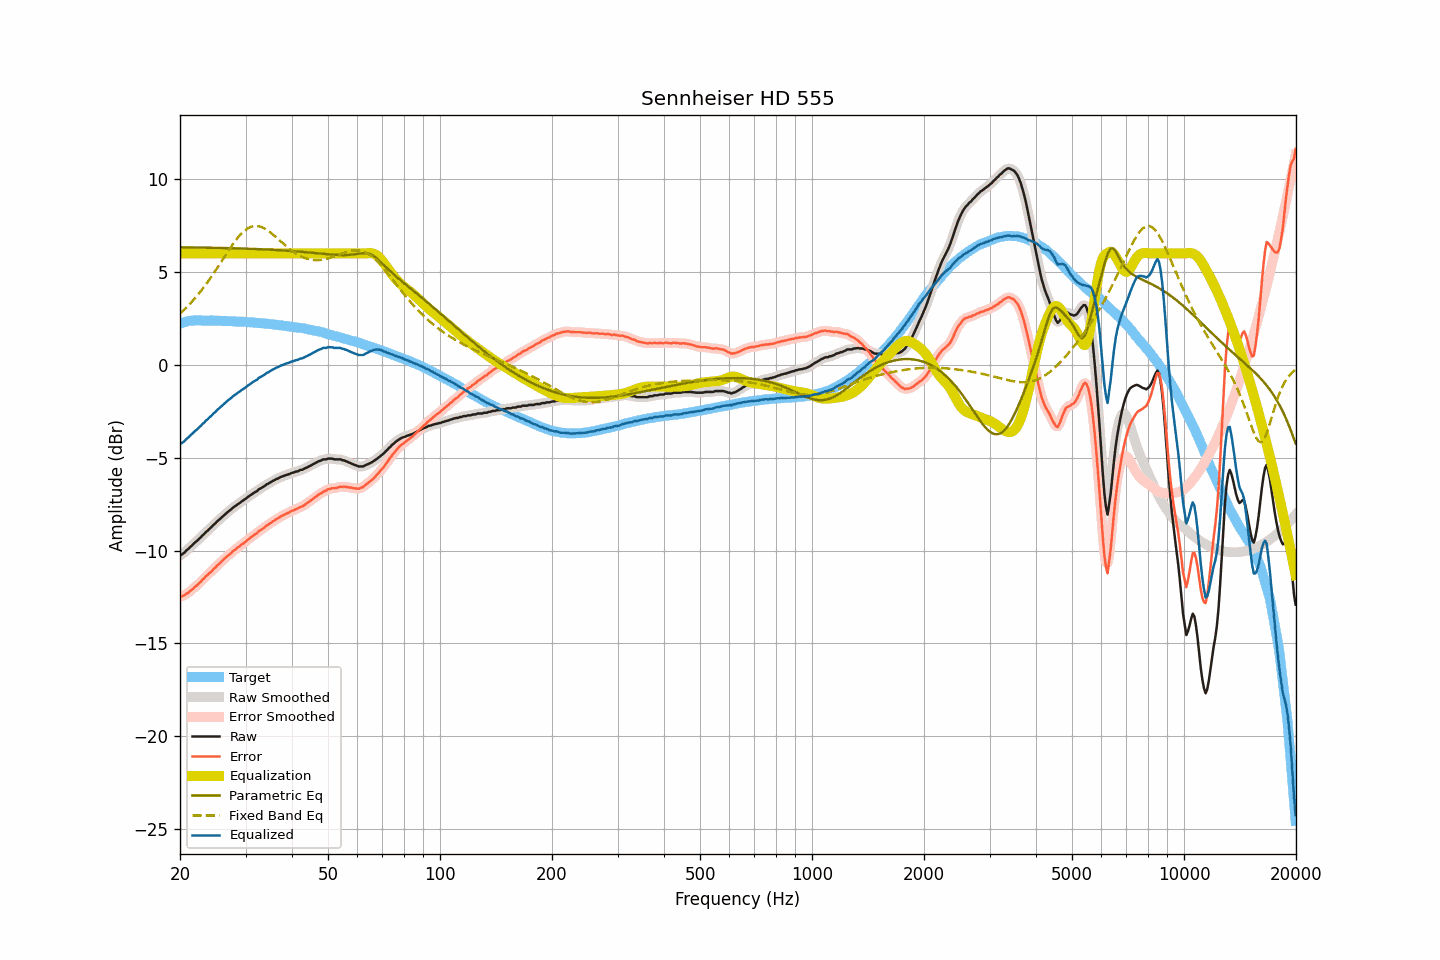 Sennheiser HD 555
Amplitude (dBr)
10
5
0
−5
−10
−15
−20
−25
Target
Raw Smoothed
Error Smoothed
Raw
Error
Equalization
Parametric Eq
Fixed Band Eq
Equalized
20 50 100 200 500 1000 2000 5000 10000 20000
Frequency (Hz)